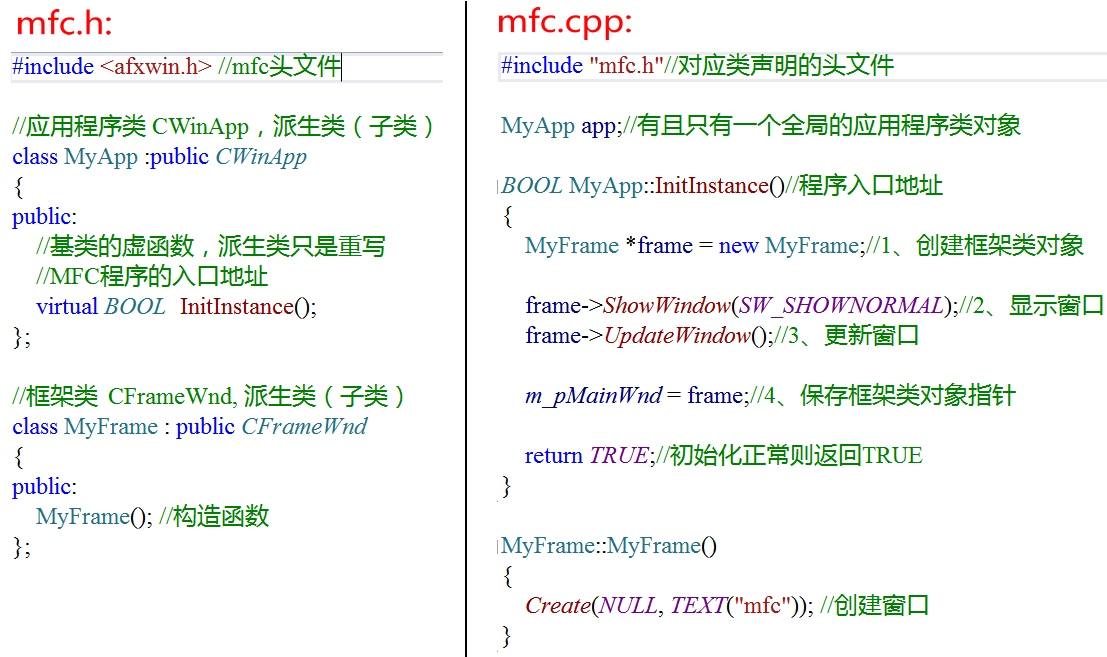 mfc.h:
#include <afxwin.h> //mfc头文件
//应用程序类 CWinApp，派生类（子类）
class MyApp :public CWinApp
{
public:
    //基类的虚函数，派生类只是重写
    //MFC程序的入口地址
    virtual BOOL  InitInstance();
};
//框架类  CFrameWnd, 派生类（子类）
class MyFrame : public CFrameWnd
{
public:
    MyFrame(); //构造函数
};
mfc.cpp:
#include "mfc.h"//对应类声明的头文件
MyApp app;//有且只有一个全局的应用程序类对象
BOOL MyApp::InitInstance()//程序入口地址
{
    MyFrame *frame = new MyFrame;//1、创建框架类对象
    frame->ShowWindow(SW_SHOWNORMAL);//2、显示窗口
    frame->UpdateWindow();//3、更新窗口
    m_pMainWnd = frame;//4、保存框架类对象指针
    return TRUE;//初始化正常则返回TRUE
}
MyFrame::MyFrame()
{
    Create(NULL, TEXT("mfc")); //创建窗口
}